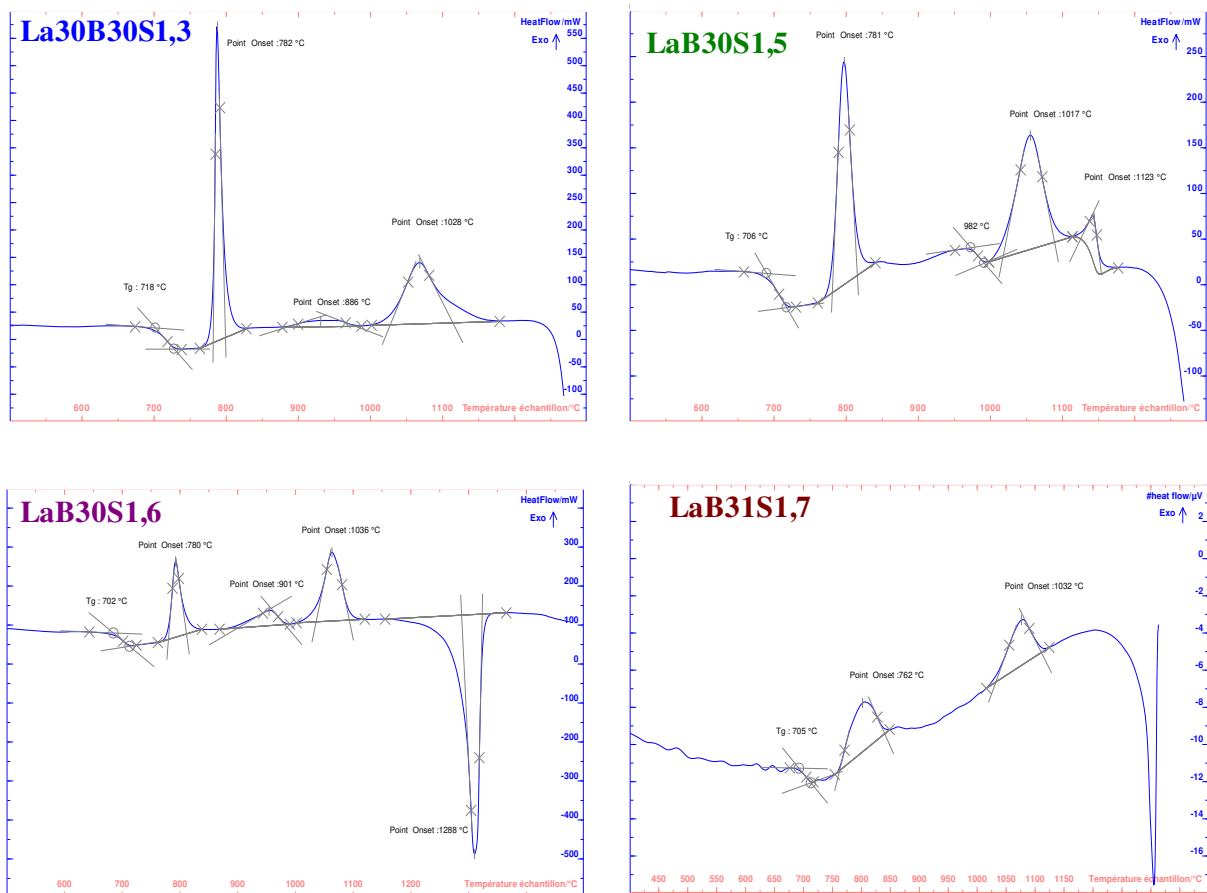 La30B30S1,3
HeatFlow/mW
Exo
Point Onset :782 °C
Point Onset :1028 °C
Tg : 718 °C
Point Onset :886 °C
550
500
450
400
350
300
250
200
150
100
50
0
-50
-100
600 700 800 900 1000 1100 Température échantillon/°C
LaB30S1,5
HeatFlow/mW
Exo
Point Onset :781 °C
Point Onset :1017 °C
Point Onset :1123 °C
982 °C
Tg : 706 °C
250
200
150
100
50
0
-50
-100
600 700 800 900 1000 1100 Température échantillon/°C
LaB30S1,6
HeatFlow/mW
Exo
Point Onset :1036 °C
Point Onset :780 °C
Point Onset :901 °C
Tg : 702 °C
Point Onset :1288 °C
300
200
100
0
-100
-200
-300
-400
-500
600 700 800 900 1000 1100 1200 Température échantillon/°C
LaB31S1,7
#heat flow/µV
Exo
Point Onset :1032 °C
Point Onset :762 °C
Tg : 705 °C
2
0
-2
-4
-6
-8
-10
-12
-14
-16
450 500 550 600 650 700 750 800 850 900 950 1000 1050 1100 1150 Température échantillon/°C